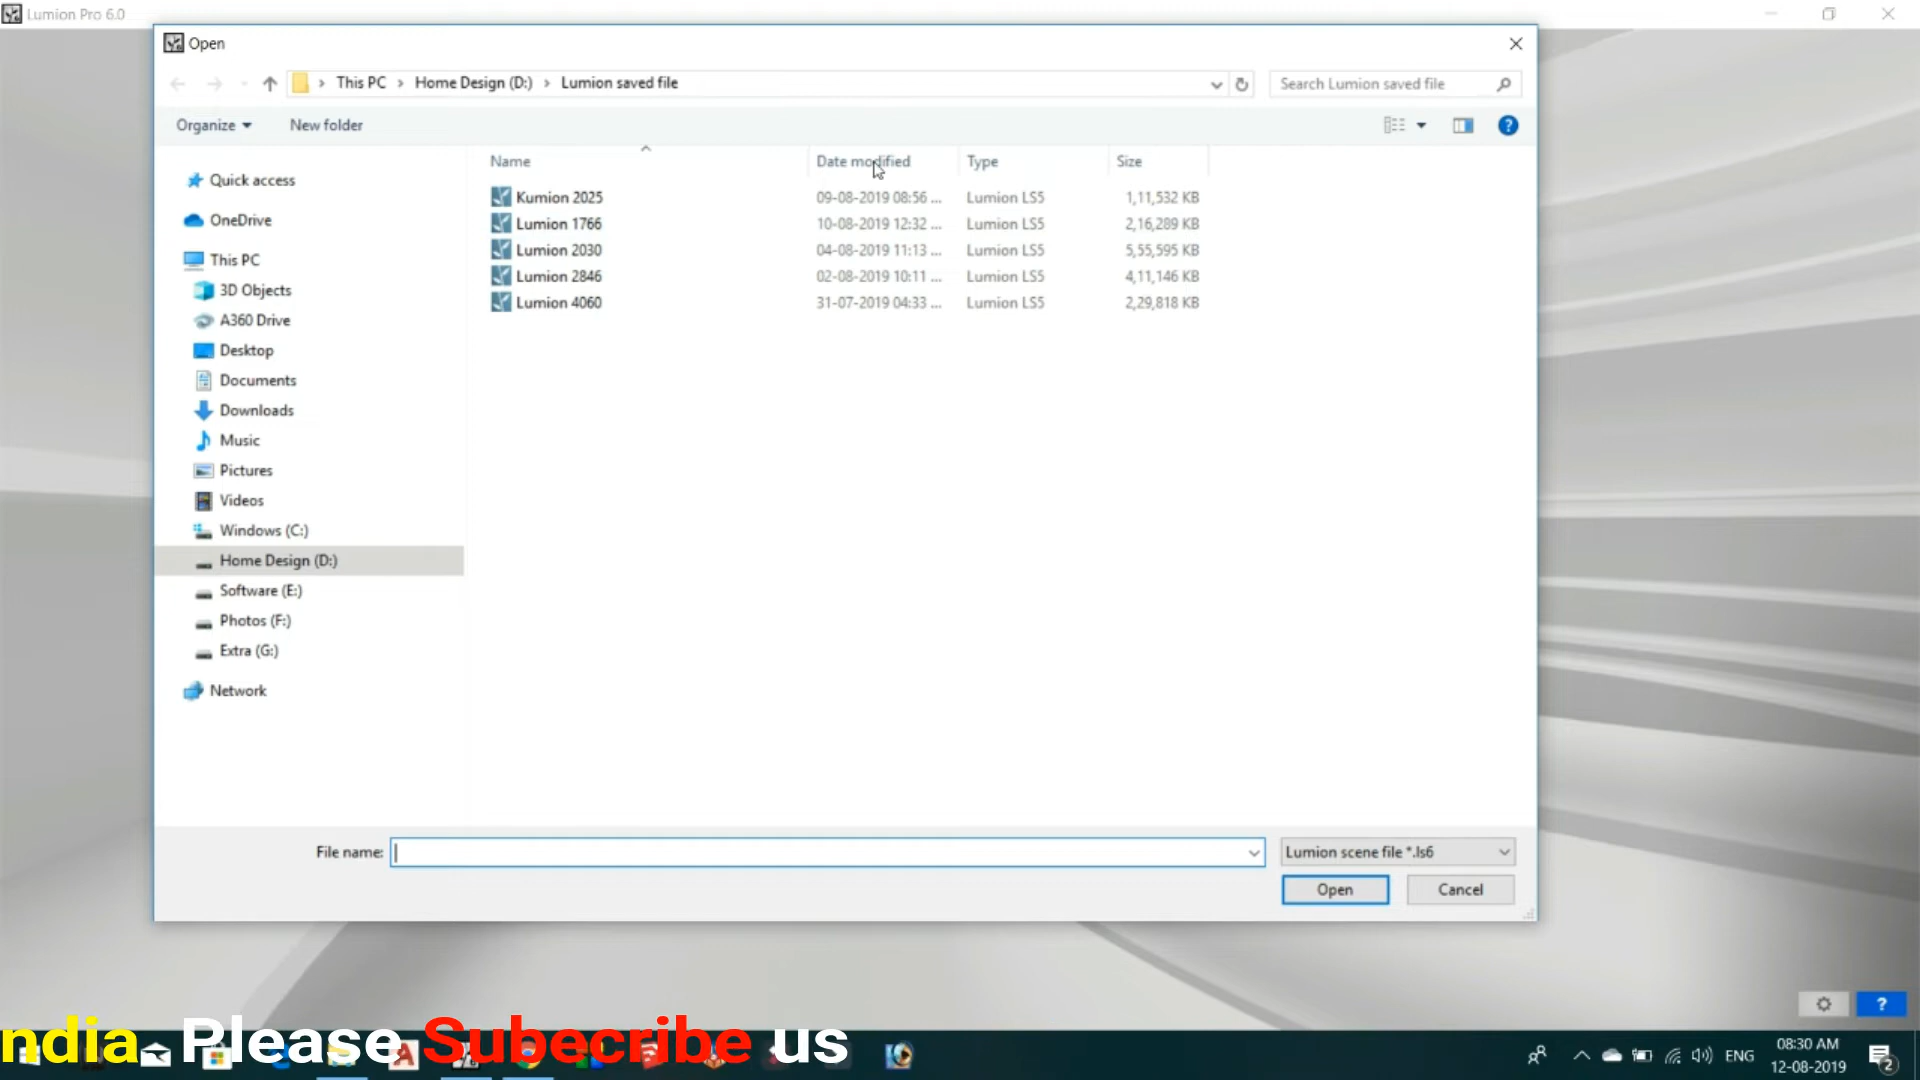 Lumion Pro 6.0
Open
This PC
Home Design (D:)
Lumion saved file
Search Lumion saved file
Organize
New folder
Name
Date modified
Type
Size
Kumion 2025 09-08-2019 08:56 ... Lumion LS5 1,11,532 KB
Lumion 1766 10-08-2019 12:32 ... Lumion LS5 2,16,289 KB
Lumion 2030 04-08-2019 11:13 ... Lumion LS5 5,55,595 KB
Lumion 2846 02-08-2019 10:11 ... Lumion LS5 4,11,146 KB
Lumion 4060 31-07-2019 04:33 ... Lumion LS5 2,29,818 KB
Quick access
OneDrive
This PC
3D Objects
A360 Drive
Desktop
Documents
Downloads
Music
Pictures
Videos
Windows (C:)
Home Design (D:)
Software (E:)
Photos (F:)
Extra (G:)
Network
File name:
Lumion scene file *.ls6
Open
Cancel
ndia Please Subecribe us
ENG
08:30 AM
12-08-2019
2